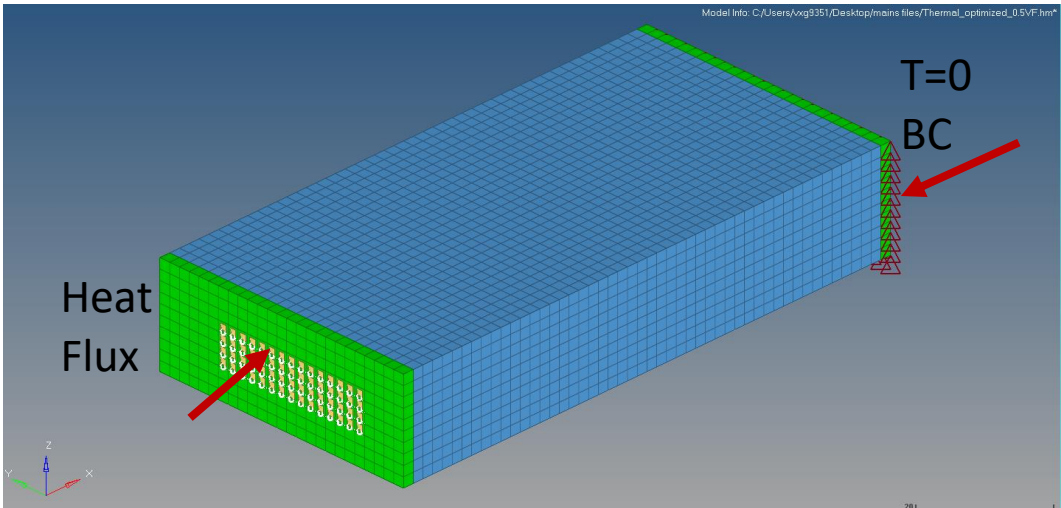 Model Info: C:/Users/vxg9351/Desktop/mains files/Thermal_optimized_0.5VF.hm*
T=0
BC
Heat
Flux
Z
Y
X